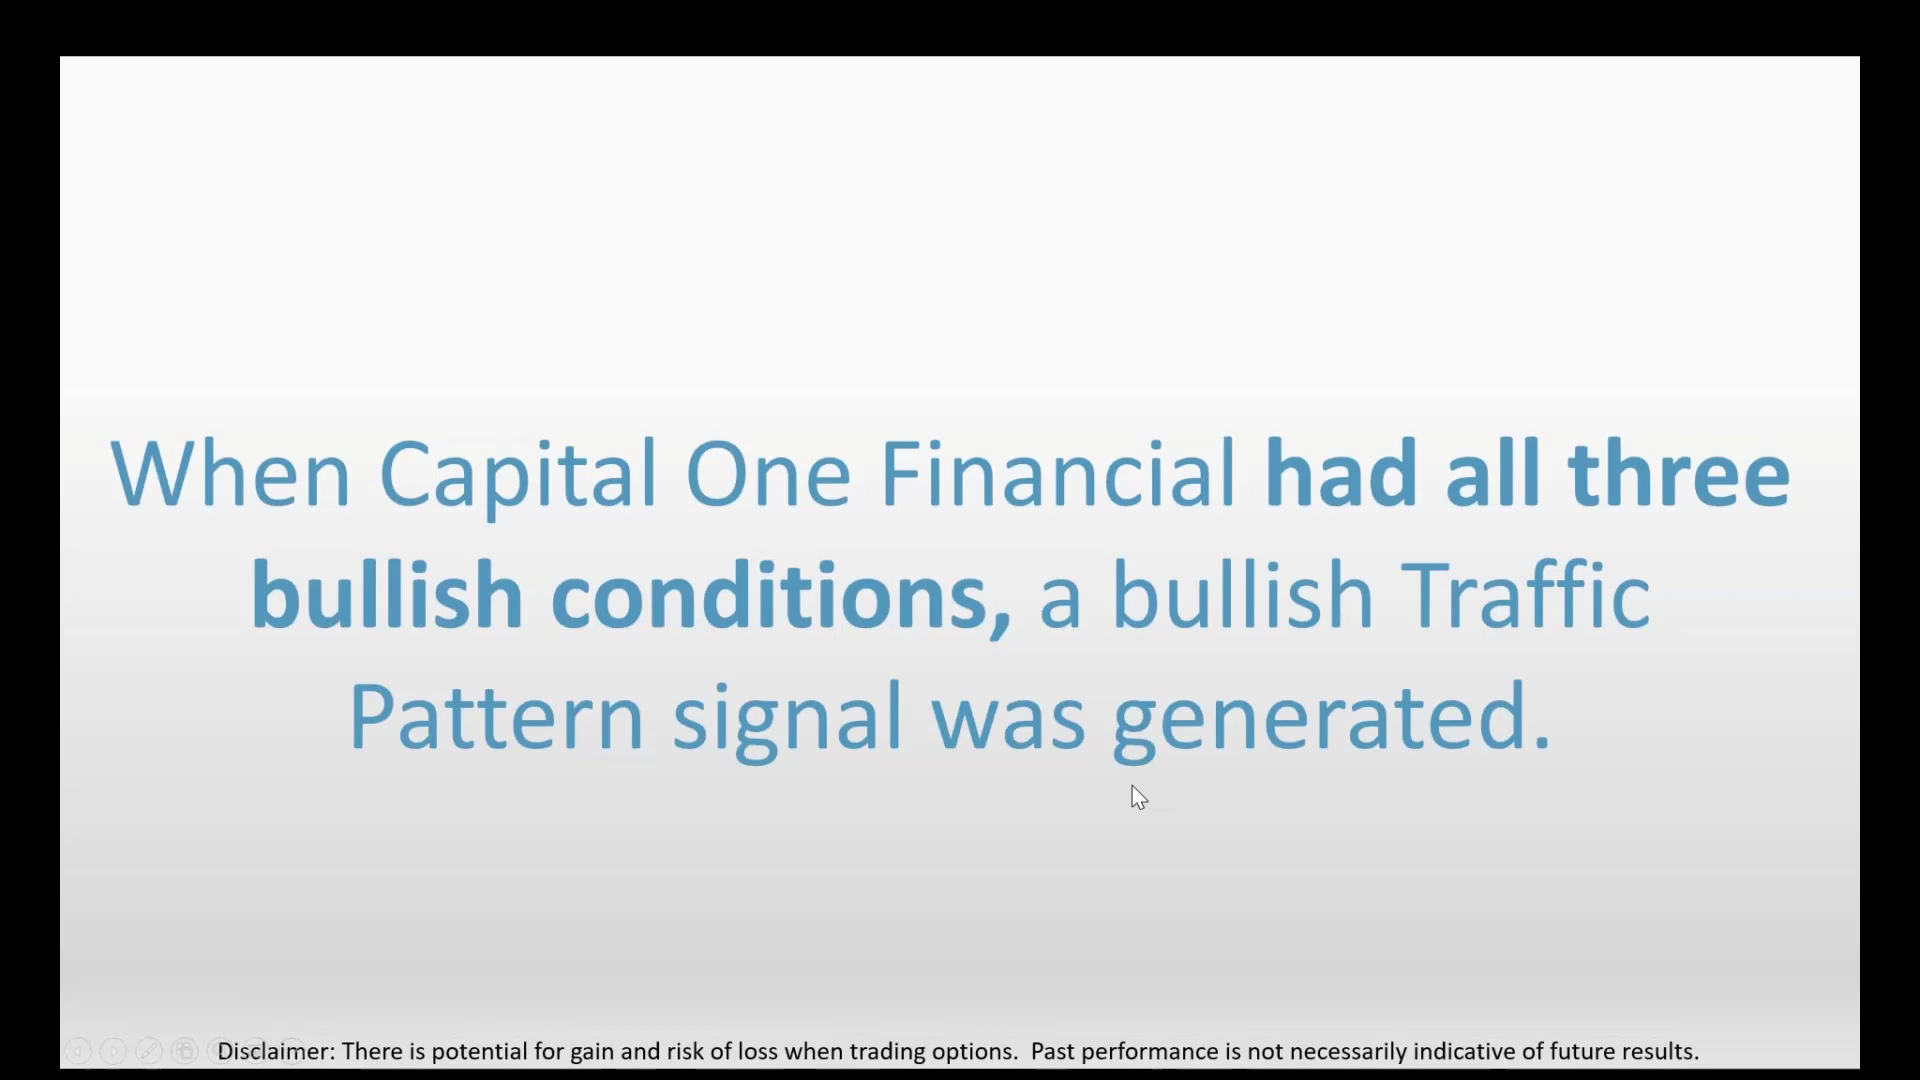 When Capital One Financial had all three
bullish conditions, a bullish Traffic
Pattern signal was generated.
Disclaimer: There is potential for gain and risk of loss when trading options.  Past performance is not necessarily indicative of future results.